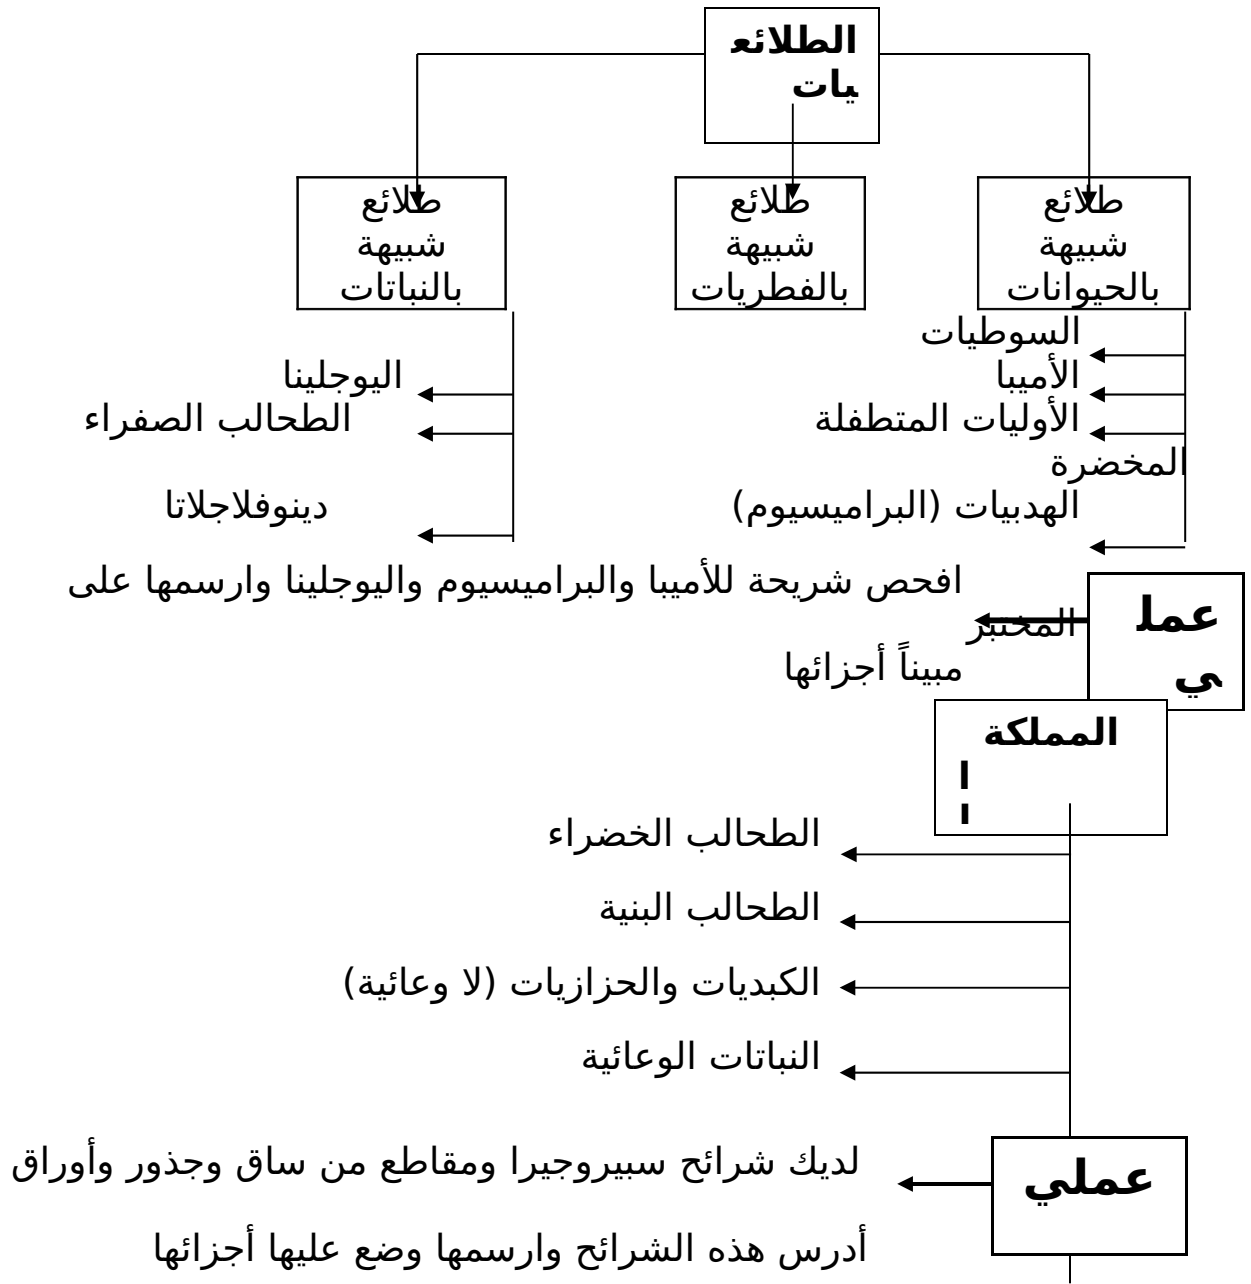 الطلائع
يات
طلائع
شبيهة
بالحيوانات
طلائع
شبيهة
بالفطريات
طلائع
شبيهة
بالنباتات
السوطيات
الأميبا
الأوليات المتطفلة
المخضرة
الهدبيات (البراميسيوم)
اليوجلينا
الطحالب الصفراء
دينوفلاجلاتا
عمل
ي
افحص شريحة للأميبا والبراميسيوم واليوجلينا وارسمها على
المختبر
مبيناً أجزائها
المملكة
الطحالب الخضراء
الطحالب البنية
الكبديات والحزازيات (لا وعائية)
النباتات الوعائية
عملي
لديك شرائح سبيروجيرا ومقاطع من ساق وجذور وأوراق
أدرس هذه الشرائح وارسمها وضع عليها أجزائها